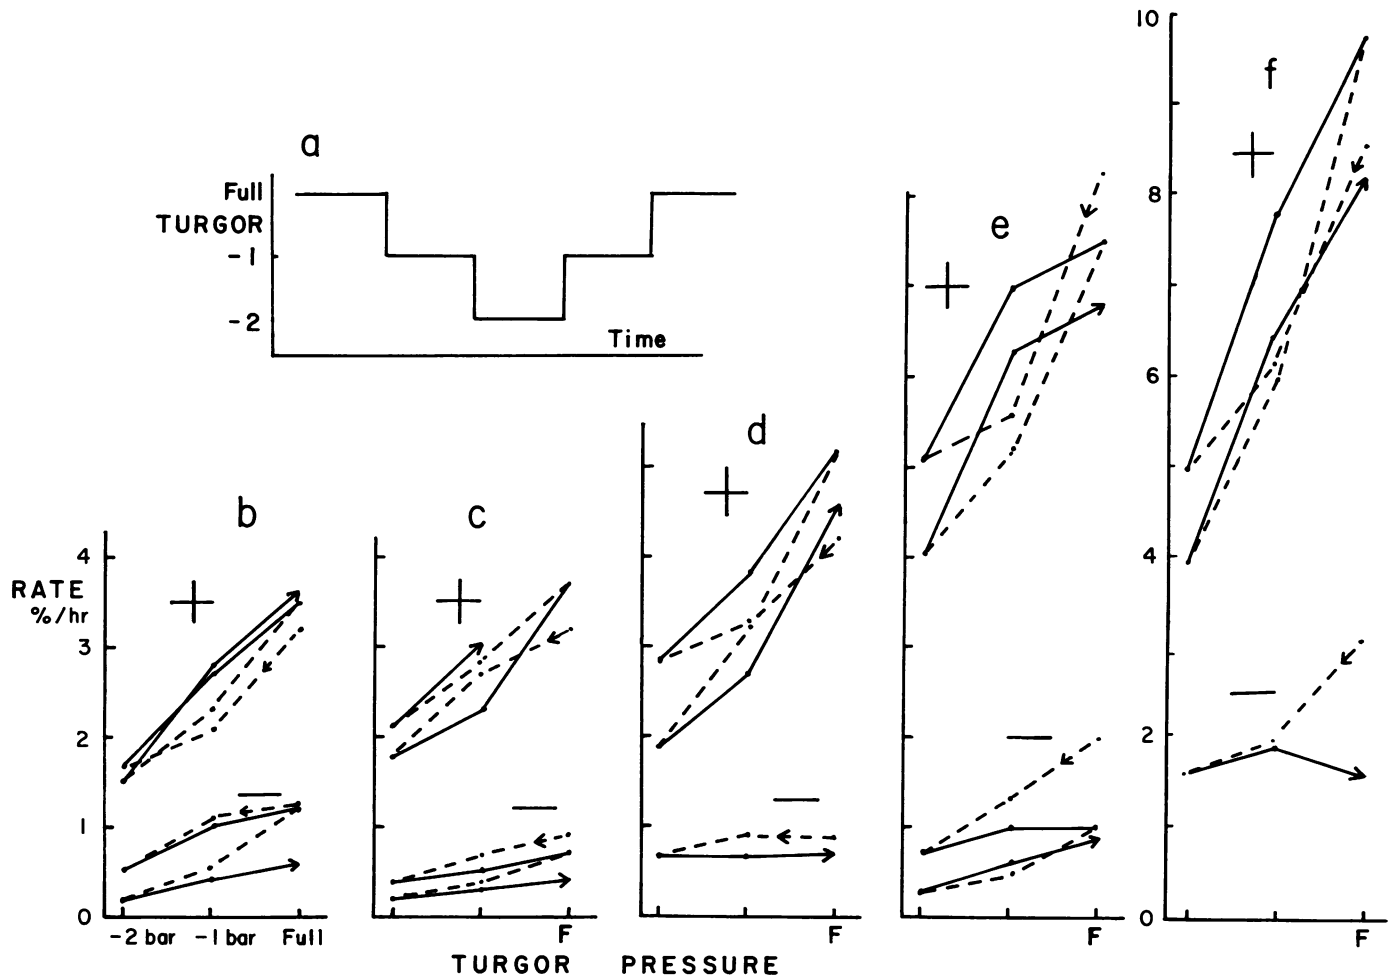 a
Full
TURGOR
-1
-2
Time
b
4
RATE
%/hr
3
2
1
0
+
−
-2 bar
-1 bar
Full
c
+
−
F
d
+
−
F
e
+
−
F
10
f
8
+
6
4
−
2
0
F
TURGOR PRESSURE